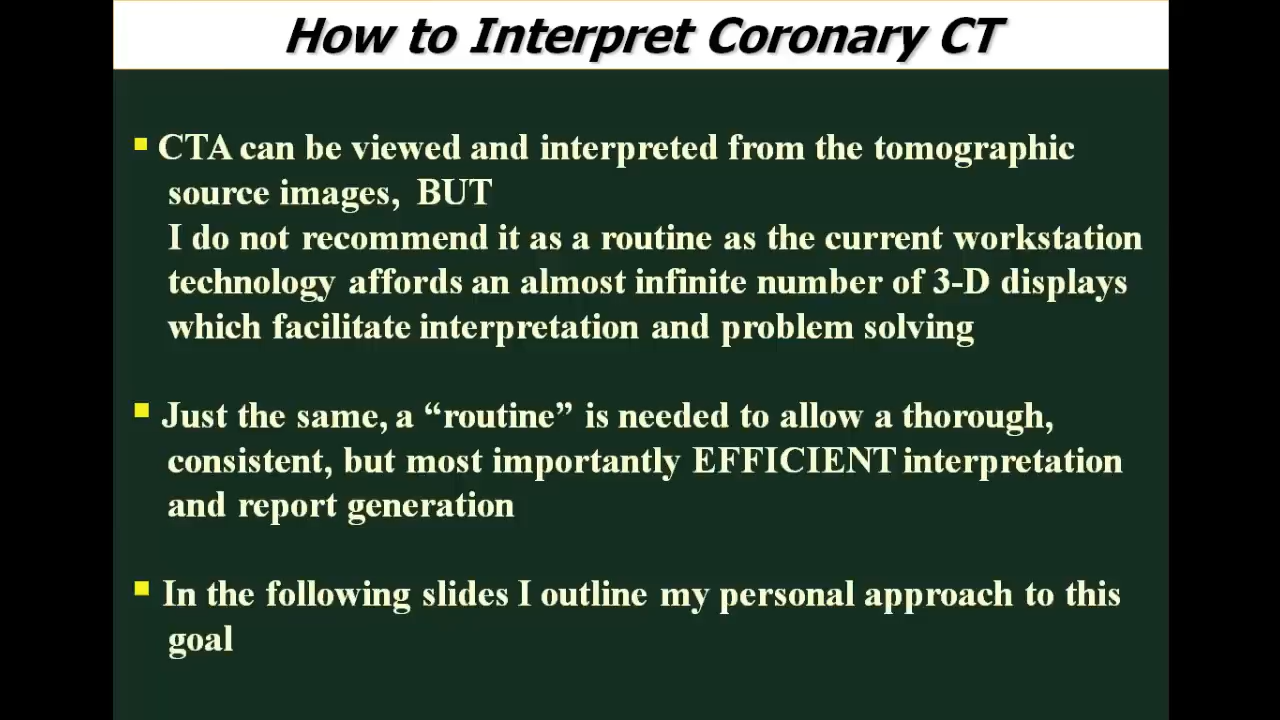 How to Interpret Coronary CT
▪ CTA can be viewed and interpreted from the tomographic
source images, BUT
I do not recommend it as a routine as the current workstation
technology affords an almost infinite number of 3-D displays
which facilitate interpretation and problem solving
▪ Just the same, a “routine” is needed to allow a thorough,
consistent, but most importantly EFFICIENT interpretation
and report generation
▪ In the following slides I outline my personal approach to this
goal